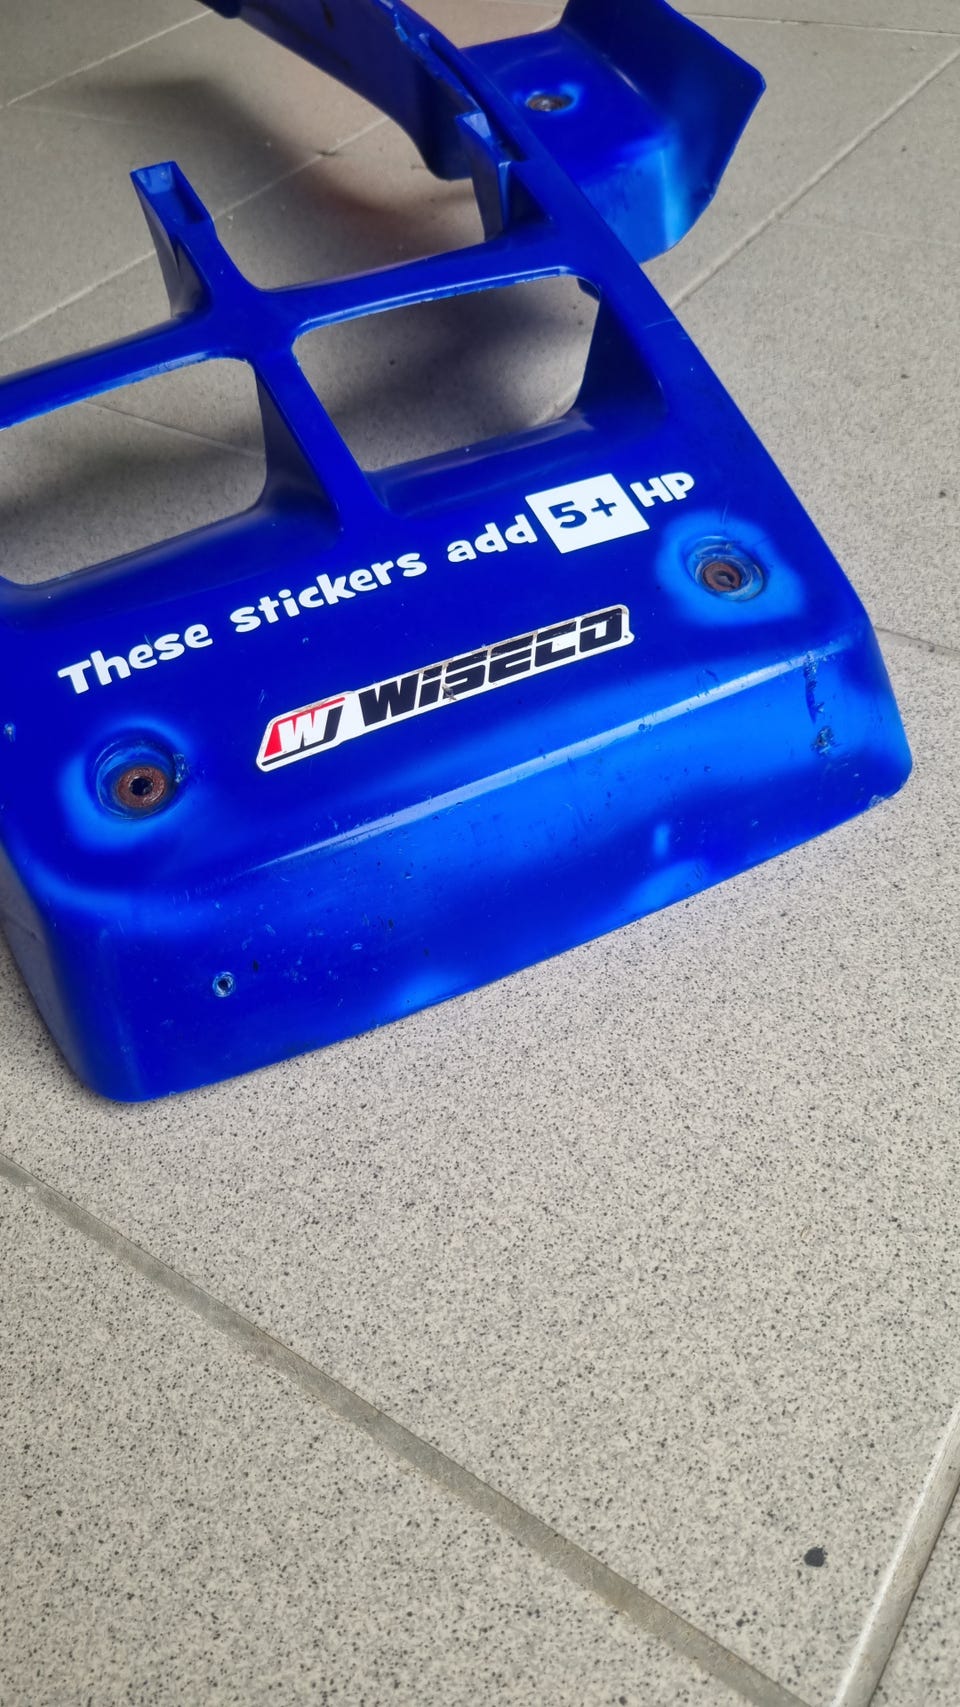 These stickers add 5+ HP
W WISECO